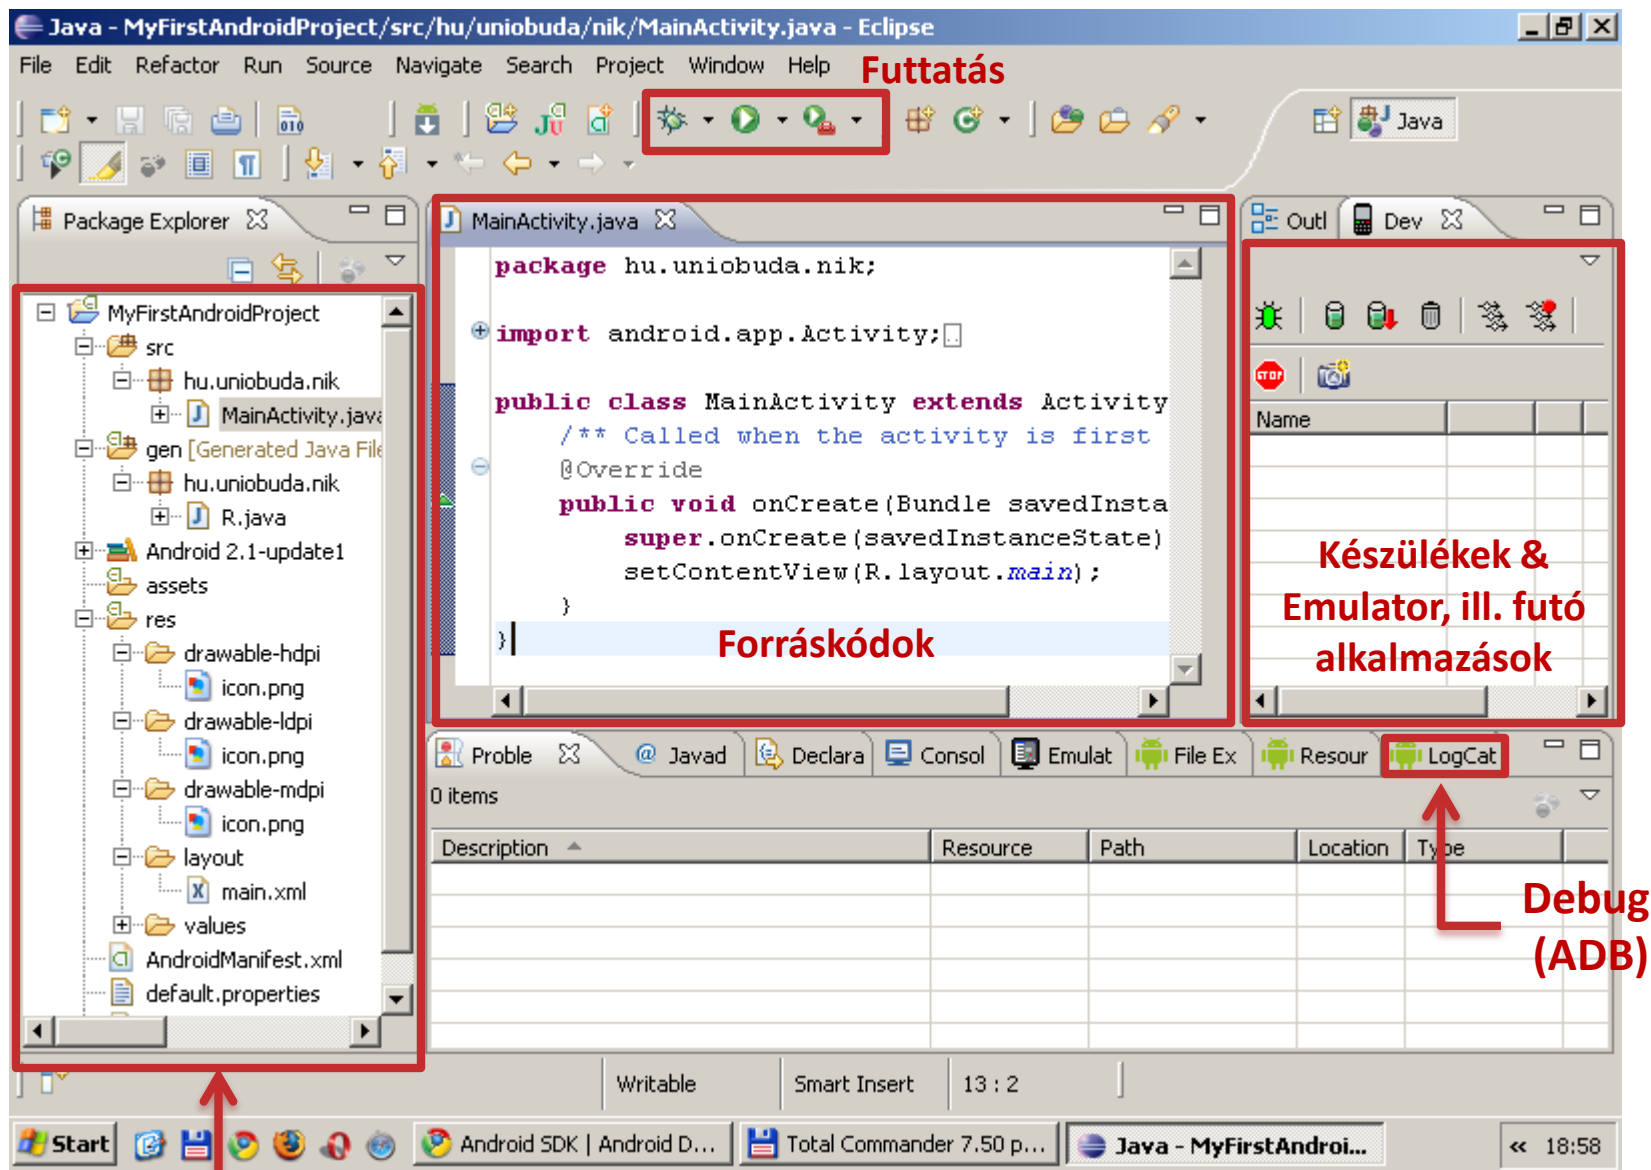 Java - MyFirstAndroidProject/src/hu/uniobuda/nik/MainActivity.java - Eclipse
File Edit Refactor Run Source Navigate Search Project Window Help
Futtatás
Java
Package Explorer
MyFirstAndroidProject
src
hu.uniobuda.nik
MainActivity.java
gen [Generated Java File
hu.uniobuda.nik
R.java
Android 2.1-update1
assets
res
drawable-hdpi
icon.png
drawable-ldpi
icon.png
drawable-mdpi
icon.png
layout
main.xml
values
AndroidManifest.xml
default.properties
MainActivity.java
package hu.uniobuda.nik;
import android.app.Activity;
public class MainActivity extends Activity
/** Called when the activity is first
@Override
public void onCreate(Bundle savedInsta
super.onCreate(savedInstanceState)
setContentView(R.layout.main);
}
}
Forráskódok
Outl Dev
Name
Készülékek &
Emulator, ill. futó
alkalmazások
Proble Javad Declara Consol Emulat File Ex Resour LogCat
0 items
Description Resource Path Location Type
Debug
(ADB)
Writable Smart Insert 13 : 2
Start Android SDK | Android D... Total Commander 7.50 p... Java - MyFirstAndroi... « 18:58